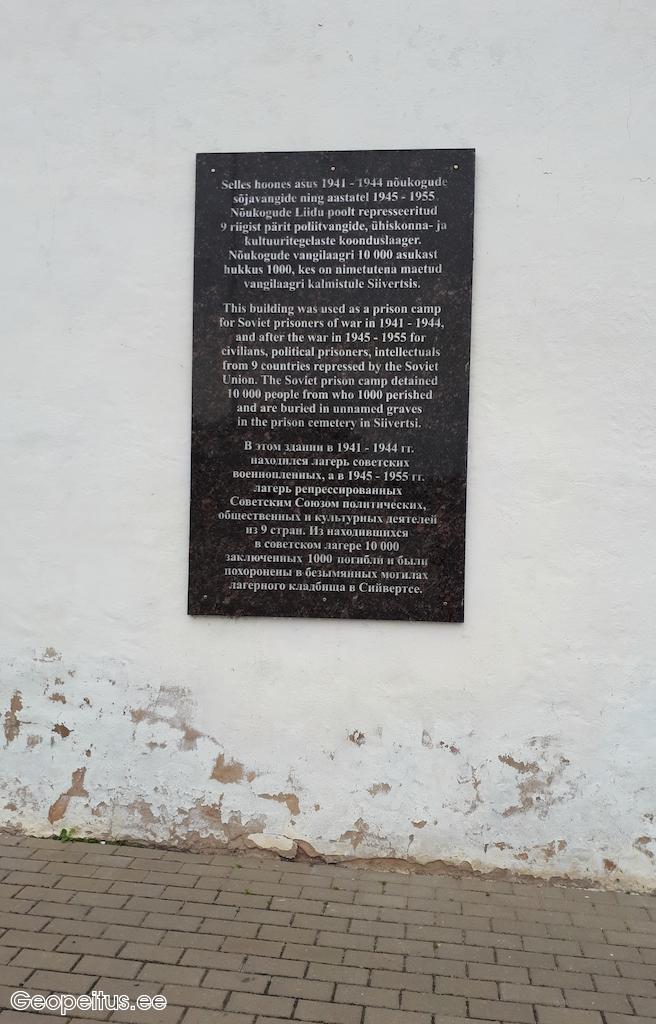 Selles hoones asus 1941 - 1944 nõukogude
sõjavangide ning aastatel 1945 - 1955
Nõukogude Liidu poolt represseeritud
9 riigist pärit poliitvangide, ühiskonna- ja
kultuuritegelaste koonduslaager.
Nõukogude vangilaagri 10 000 asukast
hukkus 1000, kes on nimetutena maetud
vangilaagri kalmistule Siivertsis.
This building was used as a prison camp
for Soviet prisoners of war in 1941 - 1944,
and after the war in 1945 - 1955 for
civilians, political prisoners, intellectuals
from 9 countries repressed by the Soviet
Union. The Soviet prison camp detained
10 000 people from who 1000 perished
and are buried in unnamed graves
in the prison cemetery in Siivertsi.
В этом здании в 1941 - 1944 гг.
находился лагерь советских
военнопленных, а в 1945 - 1955 гг.
лагерь репрессированных
Советским Союзом политических,
общественных и культурных деятелей
из 9 стран. Из находившихся
в советском лагере 10 000
заключенных 1000 погибли и были
похоронены в безымянных могилах
лагерного кладбища в Сийвертсе.
Geopeitus.ee